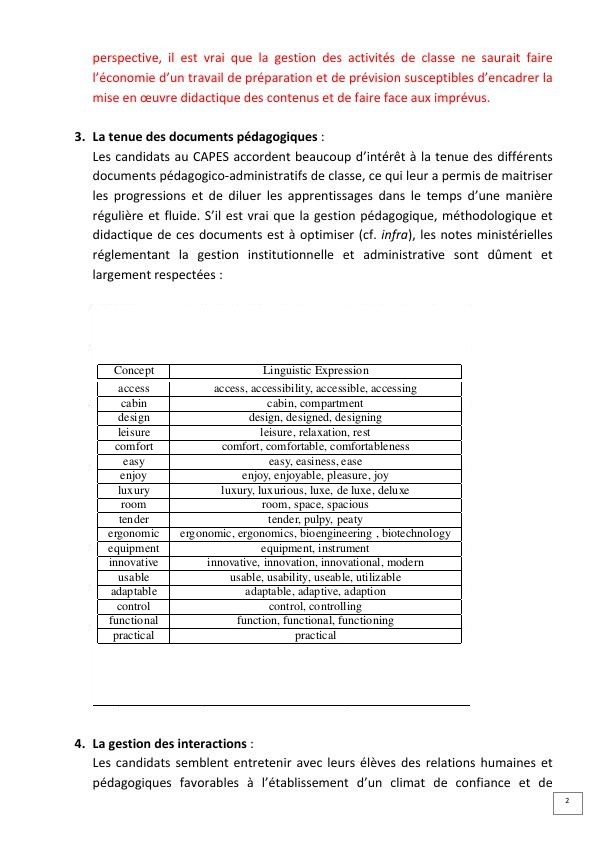 perspective, il est vrai que la gestion des activités de classe ne saurait faire
l’économie d’un travail de préparation et de prévision susceptibles d’encadrer la
mise en œuvre didactique des contenus et de faire face aux imprévus.
3. La tenue des documents pédagogiques :
Les candidats au CAPES accordent beaucoup d’intérêt à la tenue des différents
documents pédagogico-administratifs de classe, ce qui leur a permis de maitriser
les progressions et de diluer les apprentissages dans le temps d’une manière
régulière et fluide. S’il est vrai que la gestion pédagogique, méthodologique et
didactique de ces documents est à optimiser (cf. infra), les notes ministérielles
réglementant la gestion institutionnelle et administrative sont dûment et
largement respectées :
Concept Linguistic Expression
access access, accessibility, accessible, accessing
cabin cabin, compartment
design design, designed, designing
leisure leisure, relaxation, rest
comfort comfort, comfortable, comfortableness
easy easy, easiness, ease
enjoy enjoy, enjoyable, pleasure, joy
luxury luxury, luxurious, luxe, de luxe, deluxe
room room, space, spacious
tender tender, pulpy, peaty
ergonomic ergonomic, ergonomics, bioengineering , biotechnology
equipment equipment, instrument
innovative innovative, innovation, innovational, modern
usable usable, usability, useable, utilizable
adaptable adaptable, adaptive, adaption
control control, controlling
functional function, functional, functioning
practical practical
4. La gestion des interactions :
Les candidats semblent entretenir avec leurs élèves des relations humaines et
pédagogiques favorables à l’établissement d’un climat de confiance et de
2